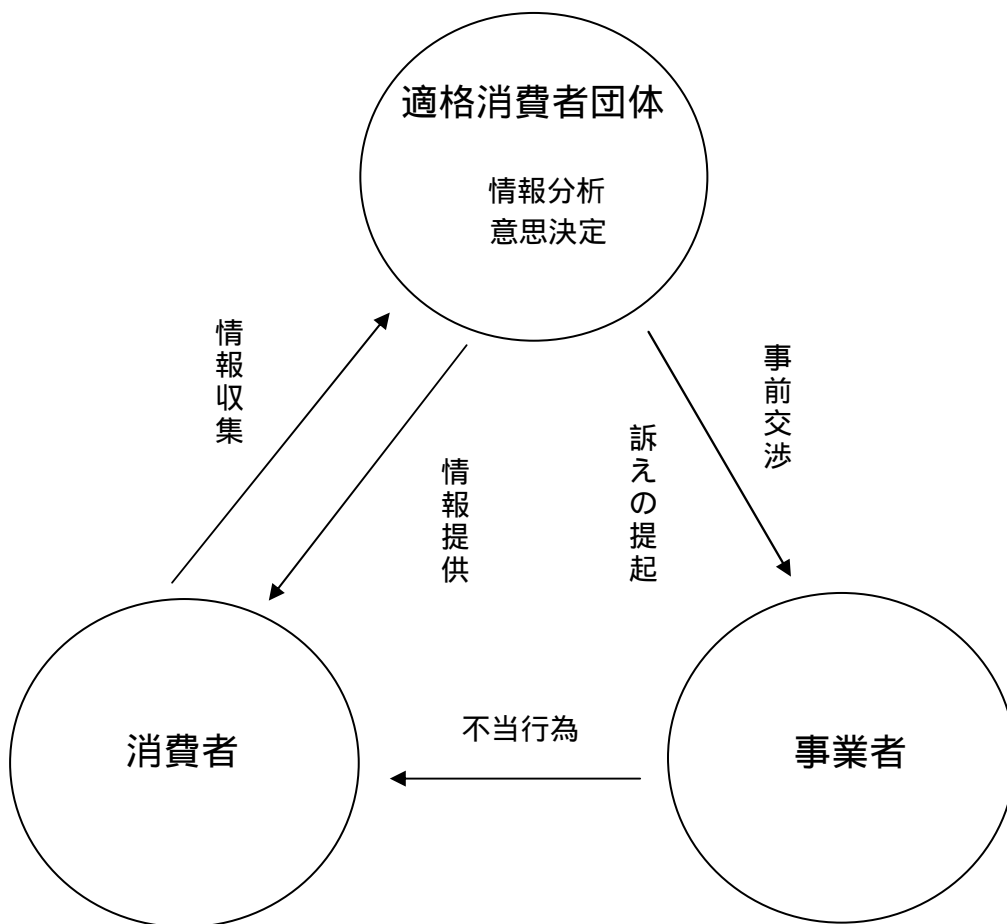 適格消費者団体
情報分析
意思決定
情報収集
情報提供
訴えの提起
事前交渉
消費者
不当行為
事業者